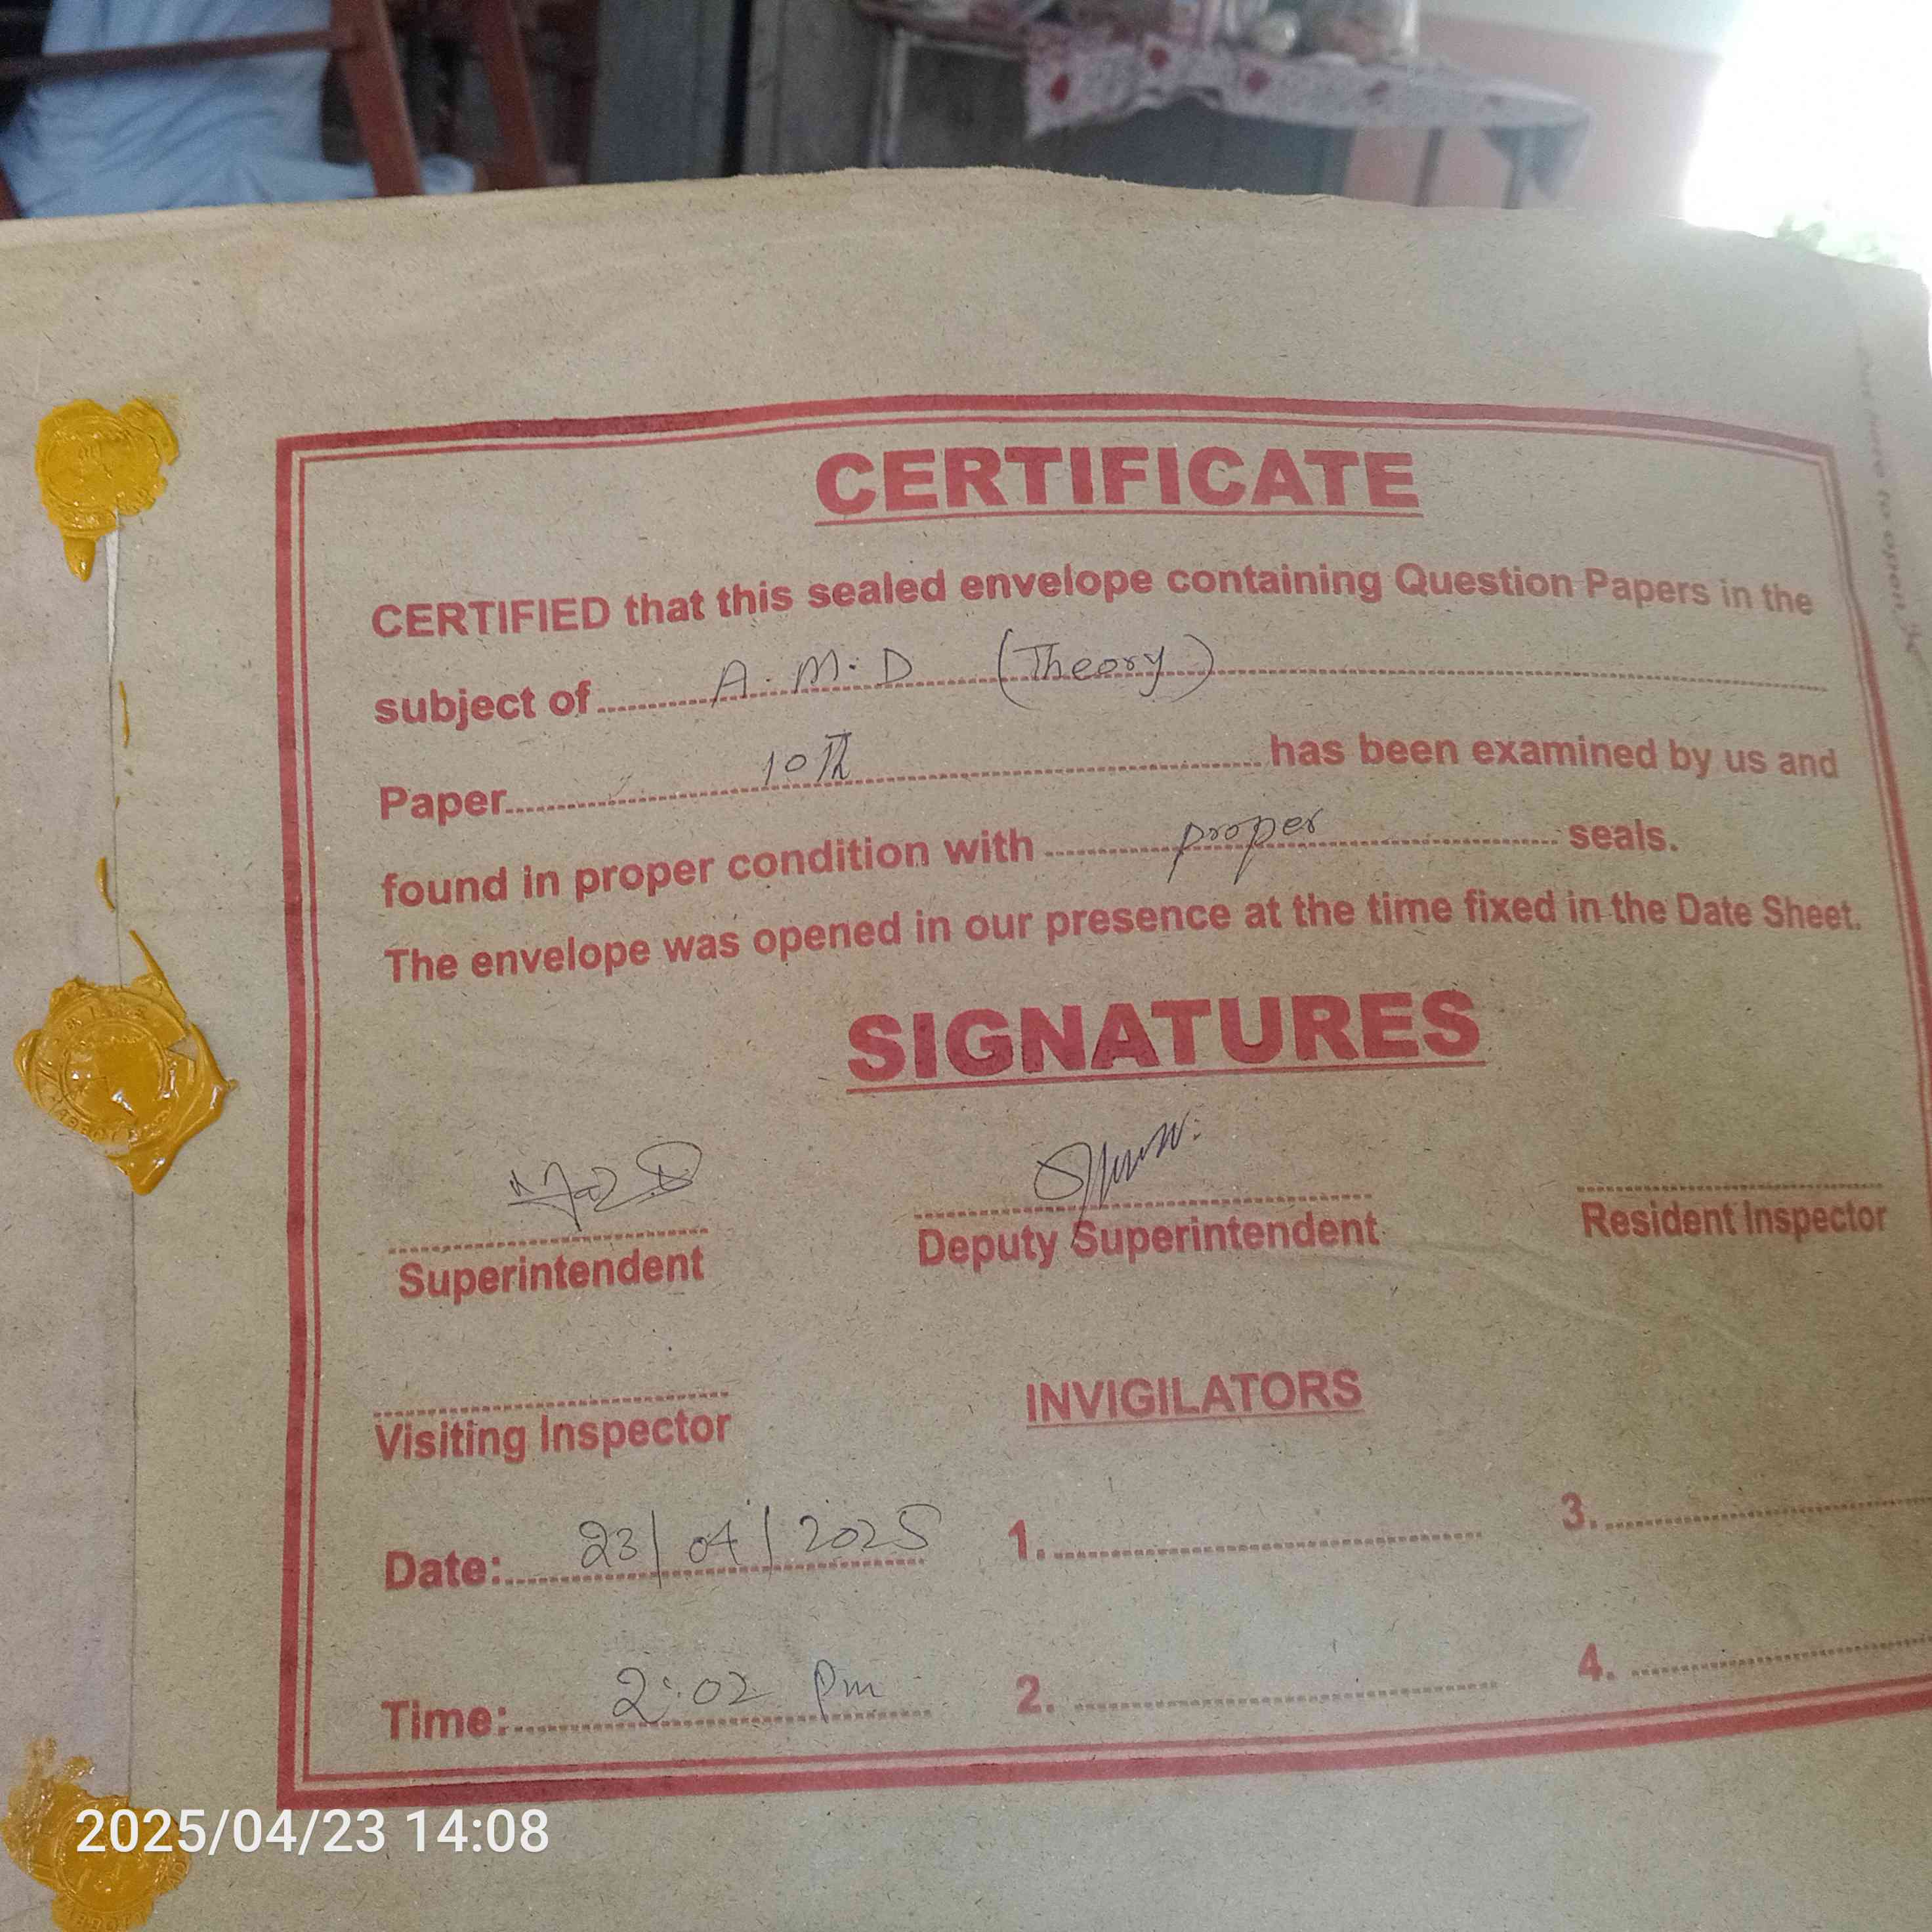 CERTIFICATE
CERTIFIED that this sealed envelope containing Question Papers in the
subject of A.M.D (Theory)
Paper 10th has been examined by us and
found in proper condition with proper seals.
The envelope was opened in our presence at the time fixed in the Date Sheet.
SIGNATURES
Superintendent Deputy Superintendent Resident Inspector
Visiting Inspector INVIGILATORS
Date: 23/04/2025 1. 3.
Time: 2:02 Pm 2. 4.
2025/04/23 14:08